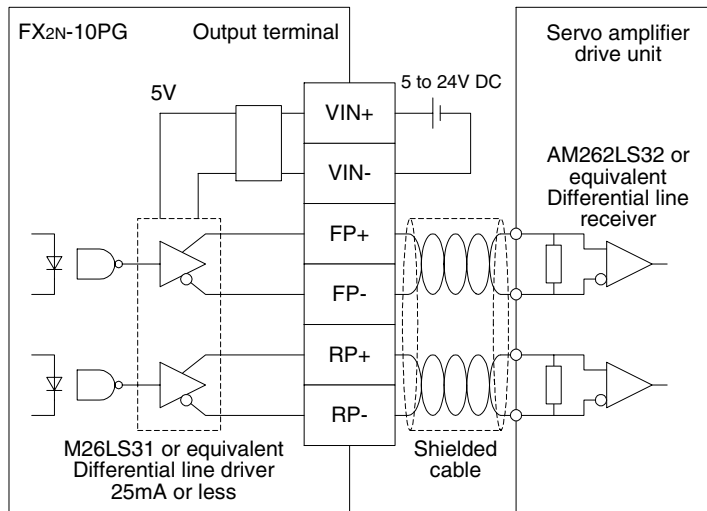 FX2N-10PG
Output terminal
Servo amplifier
drive unit
5V
5 to 24V DC
VIN+
VIN-
FP+
FP-
RP+
RP-
AM262LS32 or
equivalent
Differential line
receiver
M26LS31 or equivalent
Differential line driver
25mA or less
Shielded
cable